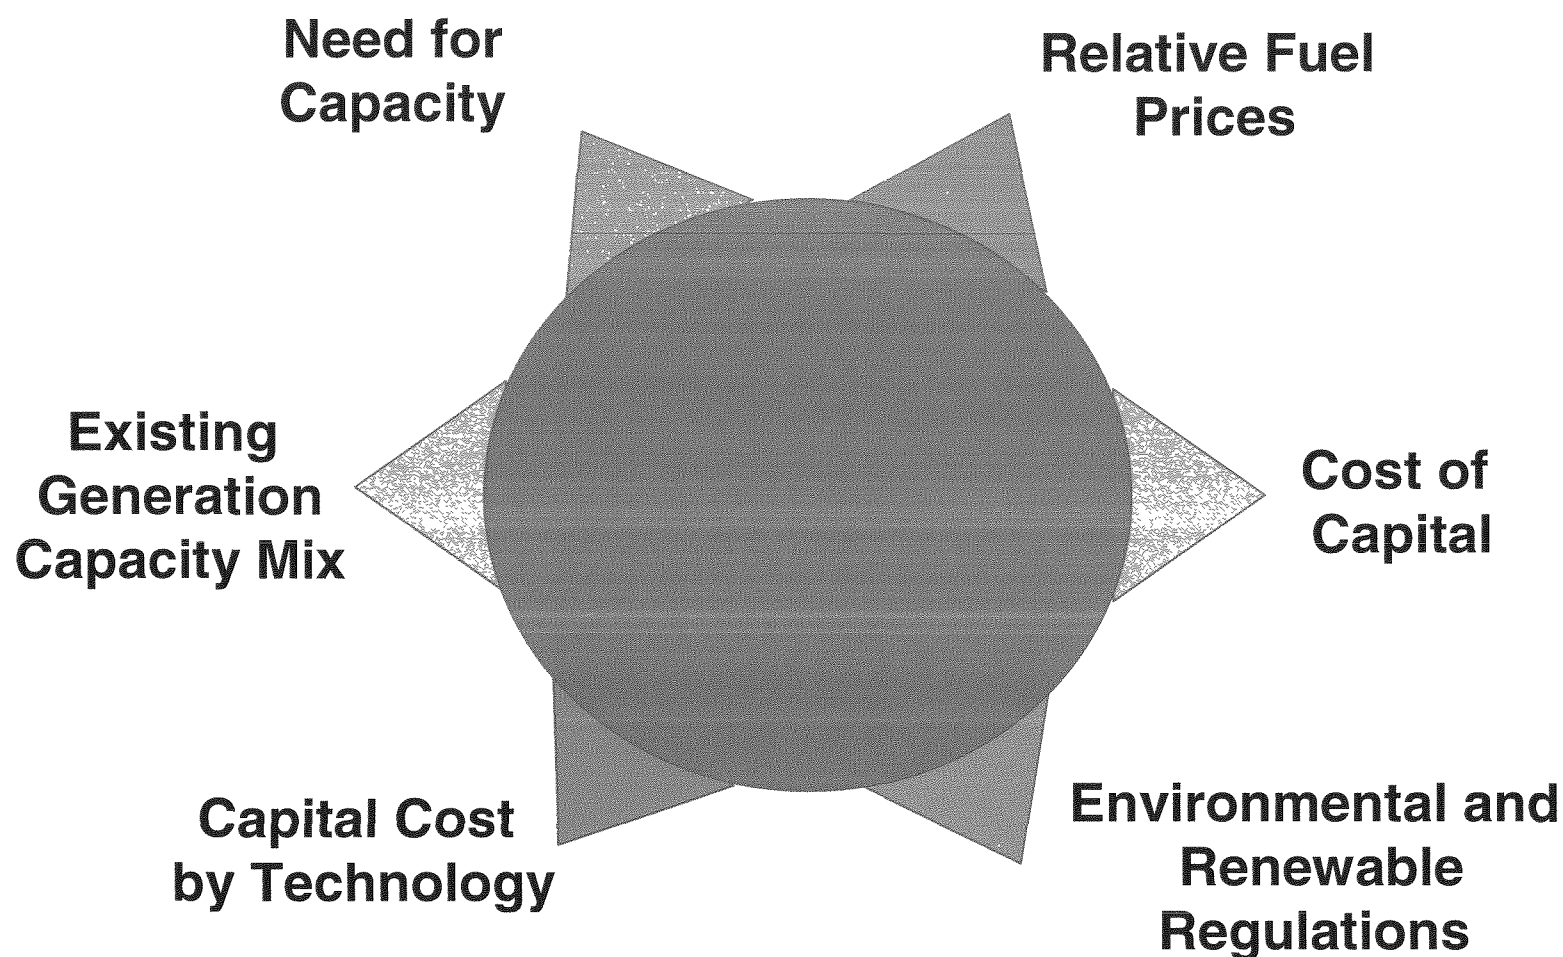 Need for
Capacity
Relative Fuel
Prices
Existing
Generation
Capacity Mix
Cost of
Capital
Capital Cost
by Technology
Environmental and
Renewable
Regulations